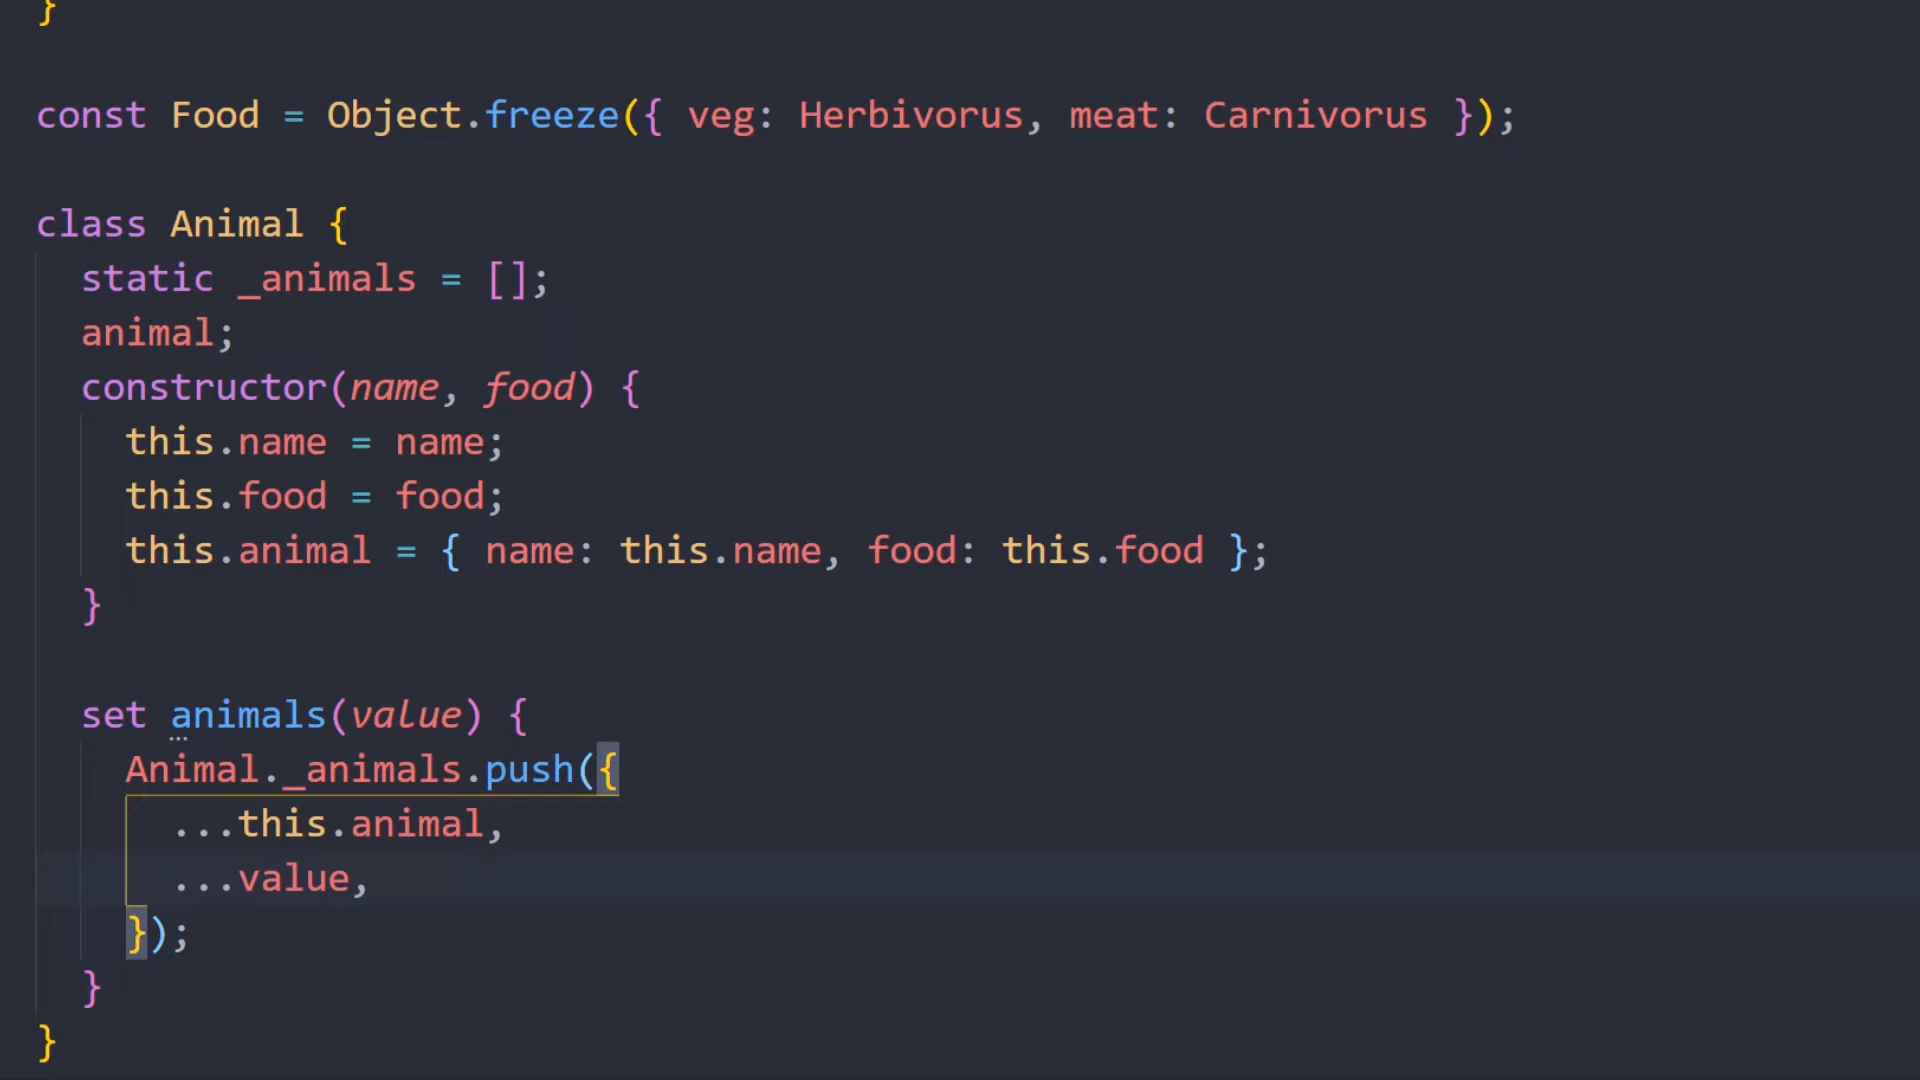 }
const Food = Object.freeze({ veg: Herbivorus, meat: Carnivorus });
class Animal {
static _animals = [];
animal;
constructor(name, food) {
this.name = name;
this.food = food;
this.animal = { name: this.name, food: this.food };
}
set animals(value) {
Animal._animals.push({
...this.animal,
...value,
});
}
}